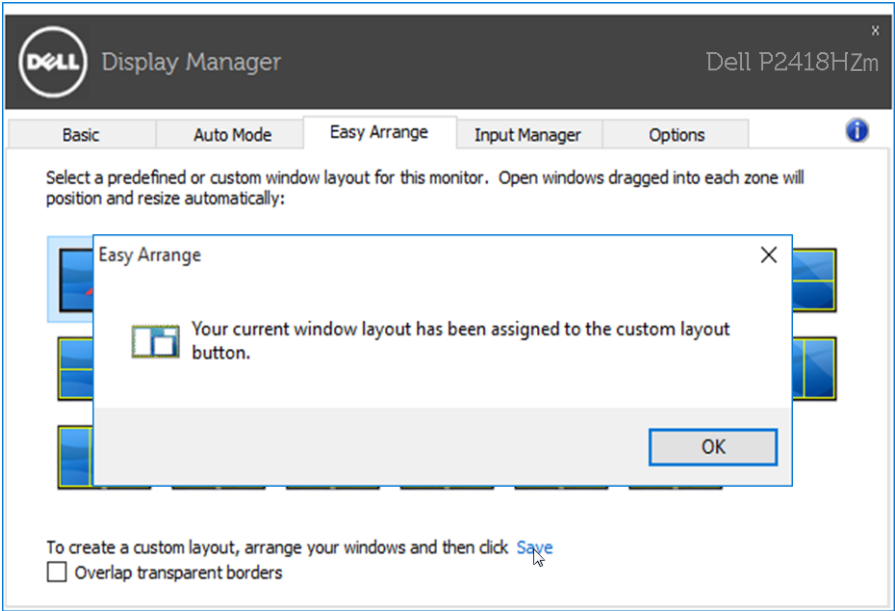 x
DELL
Display Manager
Dell P2418HZm
Basic
Auto Mode
Easy Arrange
Input Manager
Options
i
Select a predefined or custom window layout for this monitor. Open windows dragged into each zone will
position and resize automatically:
Easy Arrange
Your current window layout has been assigned to the custom layout
button.
OK
To create a custom layout, arrange your windows and then click Save
Overlap transparent borders